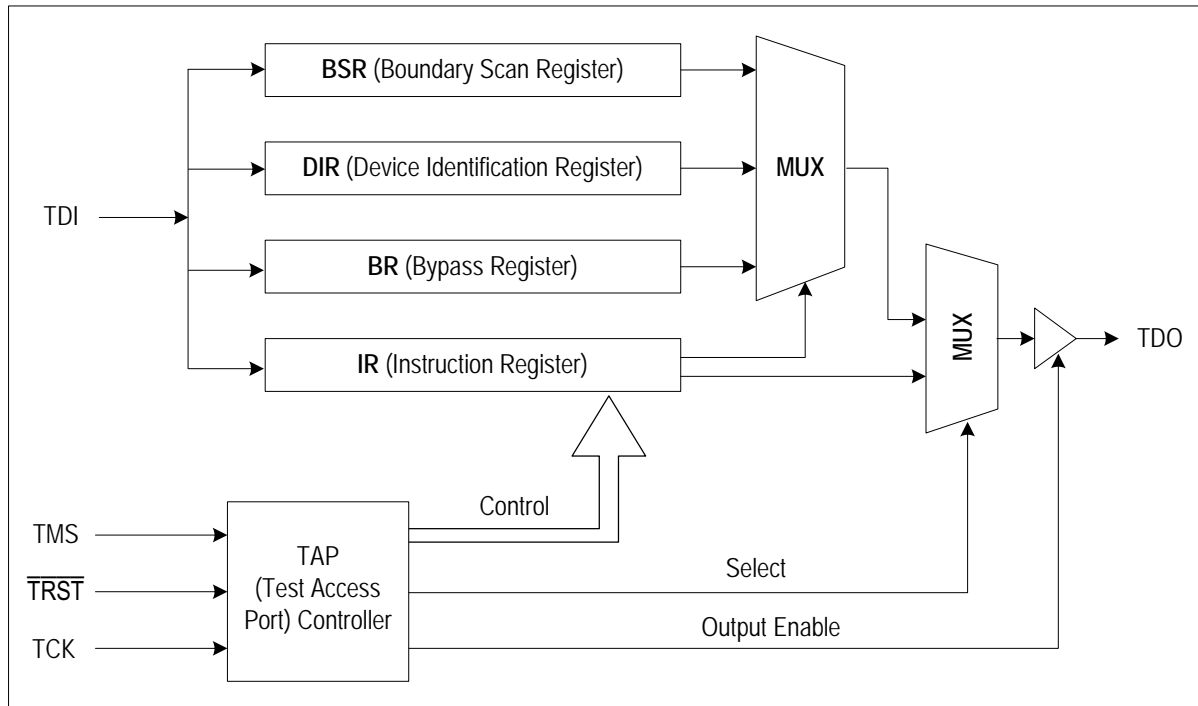 BSR (Boundary Scan Register)
DIR (Device Identification Register)
MUX
TDI
BR (Bypass Register)
MUX
TDO
IR (Instruction Register)
Control
TMS
TAP
(Test Access
Port) Controller
TRST
Select
TCK
Output Enable